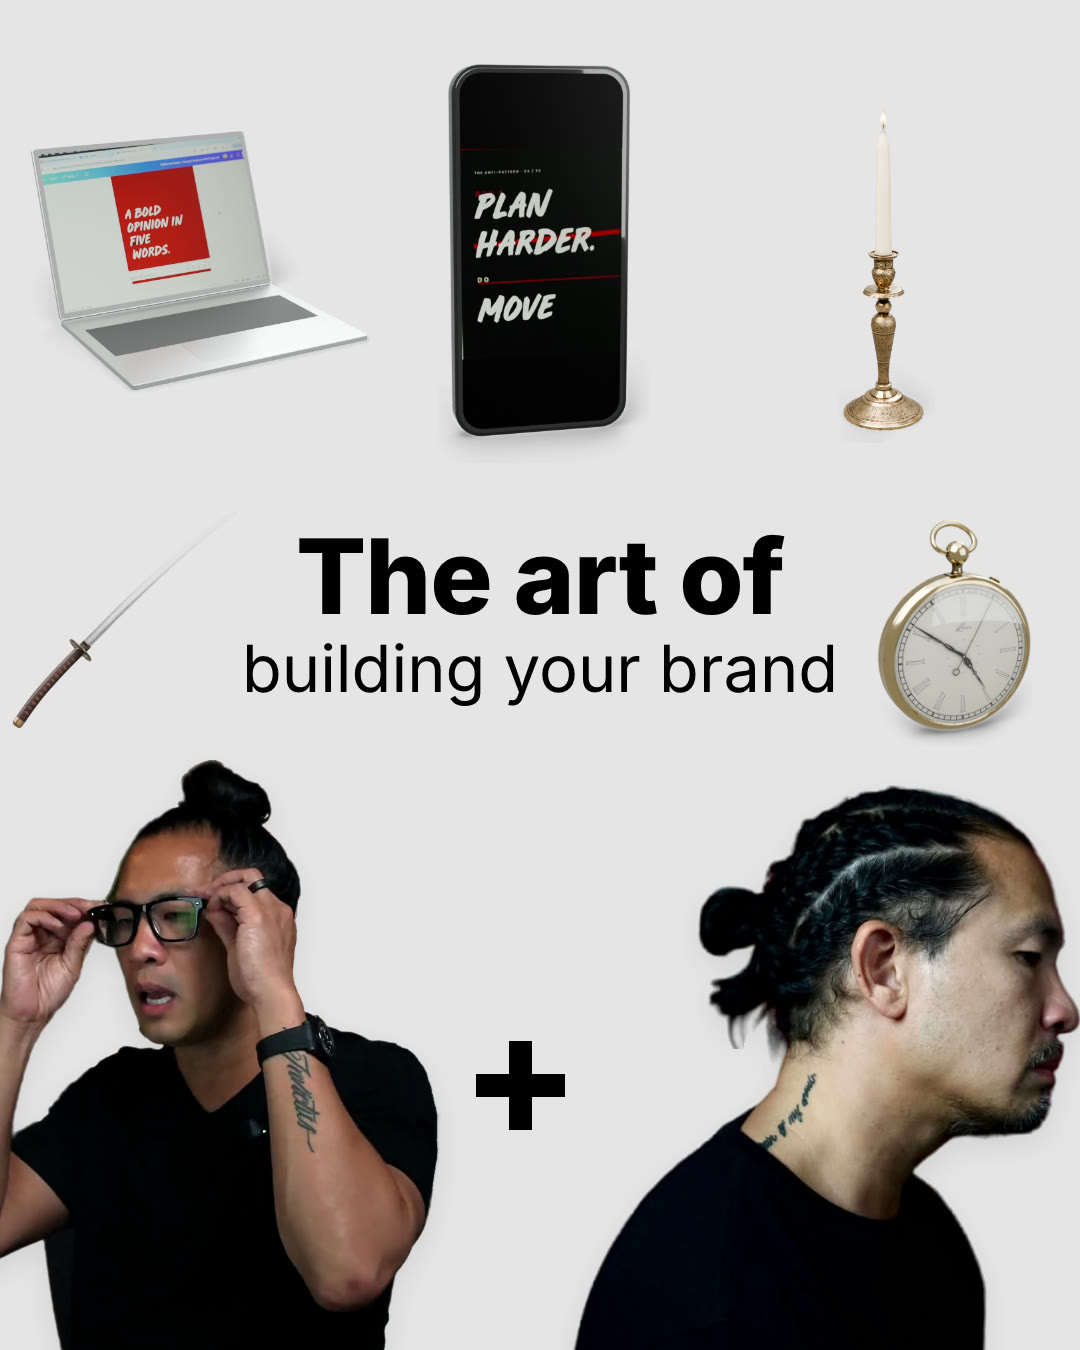 A BOLD
OPINION IN
FIVE
WORDS.
PLAN
HARDER.
DO
MOVE
The art of
building your brand